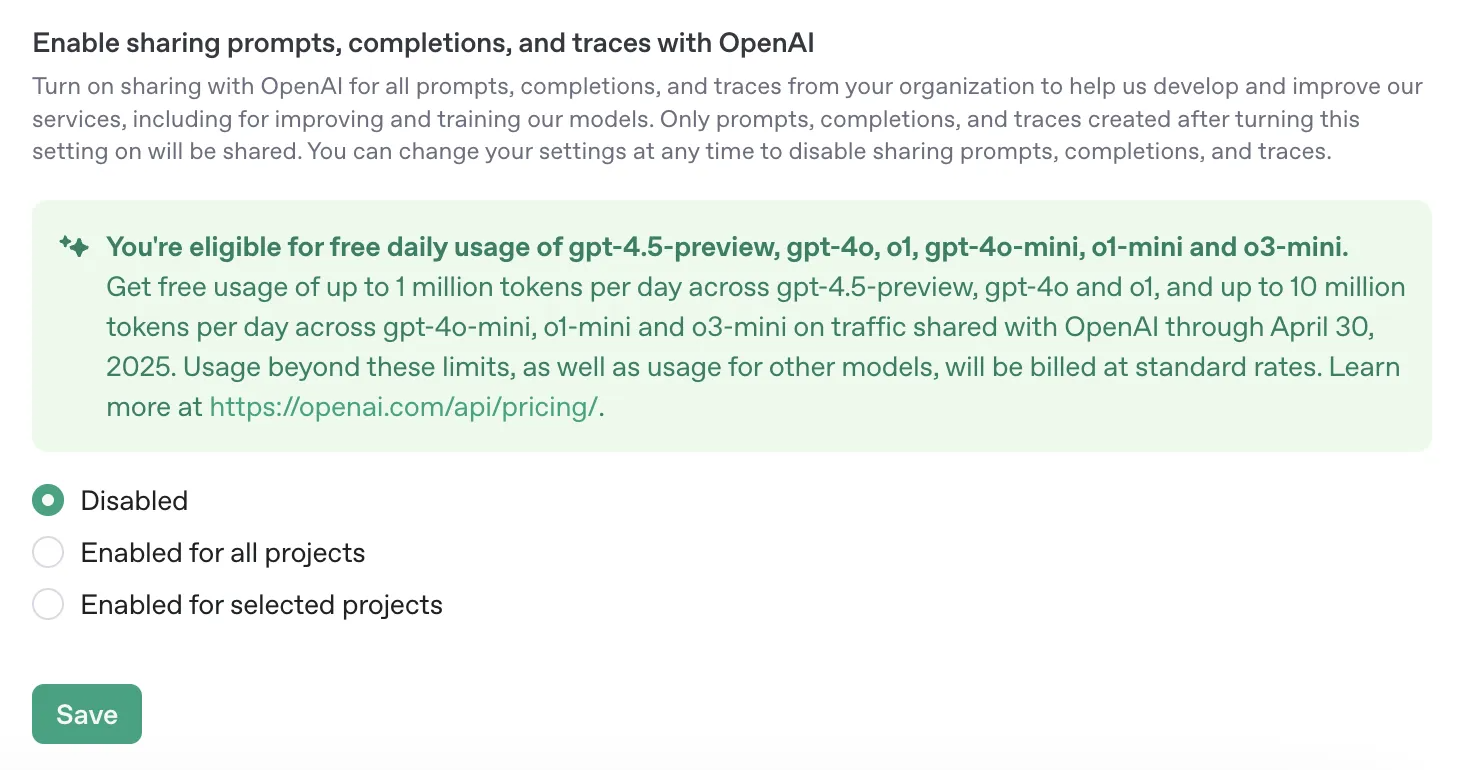 Enable sharing prompts, completions, and traces with OpenAI
Turn on sharing with OpenAI for all prompts, completions, and traces from your organization to help us develop and improve our
services, including for improving and training our models. Only prompts, completions, and traces created after turning this
setting on will be shared. You can change your settings at any time to disable sharing prompts, completions, and traces.
You're eligible for free daily usage of gpt-4.5-preview, gpt-4o, o1, gpt-4o-mini, o1-mini and o3-mini.
Get free usage of up to 1 million tokens per day across gpt-4.5-preview, gpt-4o and o1, and up to 10 million
tokens per day across gpt-4o-mini, o1-mini and o3-mini on traffic shared with OpenAI through April 30,
2025. Usage beyond these limits, as well as usage for other models, will be billed at standard rates. Learn
more at https://openai.com/api/pricing/.
Disabled
Enabled for all projects
Enabled for selected projects
Save